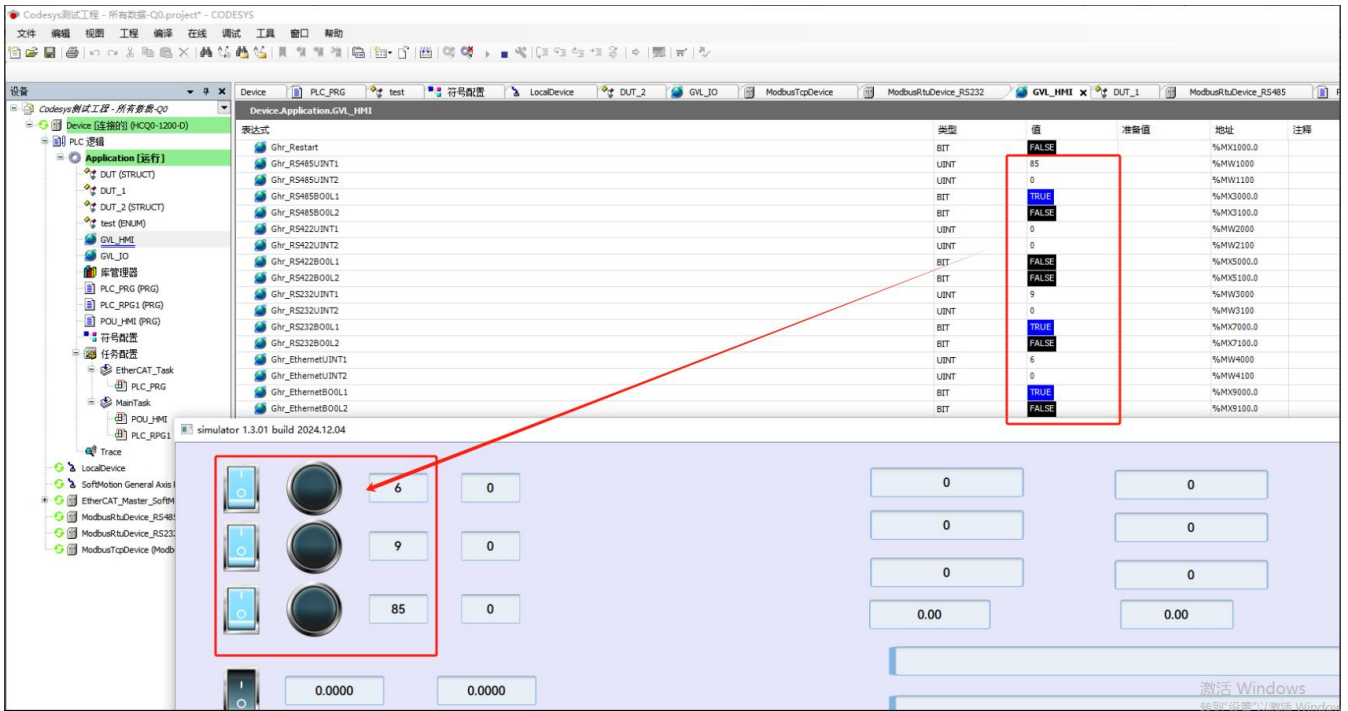 Codesys测试工程 - 所有数据-Q0.project* - CODESYS
文件 编辑 视图 工程 编译 在线 调试 工具 窗口 帮助
设备
Device PLC_PRG test 符号配置 LocalDevice DUT_2 GVL_IO ModbusTcpDevice ModbusRtuDevice_RS232 GVL_HMI DUT_1 ModbusRtuDevice_RS485
Codesys测试工程 - 所有数据-Q0
Device [连接的] (HCQ0-1200-D)
PLC 逻辑
Application [运行]
DUT (STRUCT)
DUT_1
DUT_2 (STRUCT)
test (ENUM)
GVL_HMI
GVL_IO
库管理器
PLC_PRG (PRG)
PLC_RPG1 (PRG)
POU_HMI (PRG)
符号配置
任务配置
EtherCAT_Task
PLC_PRG
MainTask
POU_HMI
PLC_RPG1
Trace
LocalDevice
SoftMotion General Axis
EtherCAT_Master_SoftM
ModbusRtuDevice_RS48
ModbusRtuDevice_RS232
ModbusTcpDevice (Modb
Device.Application.GVL_HMI
表达式 类型 值 准备值 地址 注释
Ghr_Restart BIT FALSE %MX1000.0
Ghr_RS485UINT1 UINT 85 %MW1000
Ghr_RS485UINT2 UINT 0 %MW1100
Ghr_RS485BOOL1 BIT TRUE %MX3000.0
Ghr_RS485BOOL2 BIT FALSE %MX3100.0
Ghr_RS422UINT1 UINT 0 %MW2000
Ghr_RS422UINT2 UINT 0 %MW2100
Ghr_RS422BOOL1 BIT FALSE %MX5000.0
Ghr_RS422BOOL2 BIT FALSE %MX5100.0
Ghr_RS232UINT1 UINT 9 %MW3000
Ghr_RS232UINT2 UINT 0 %MW3100
Ghr_RS232BOOL1 BIT TRUE %MX7000.0
Ghr_RS232BOOL2 BIT FALSE %MX7100.0
Ghr_EthernetUINT1 UINT 6 %MW4000
Ghr_EthernetUINT2 UINT 0 %MW4100
Ghr_EthernetBOOL1 BIT TRUE %MX9000.0
Ghr_EthernetBOOL2 BIT FALSE %MX9100.0
simulator 1.3.01 build 2024.12.04
6 0 0 0
9 0 0 0
0 0
85 0 0.00 0.00
0.0000 0.0000
激活 Windows
转到"设置"以激活 Window